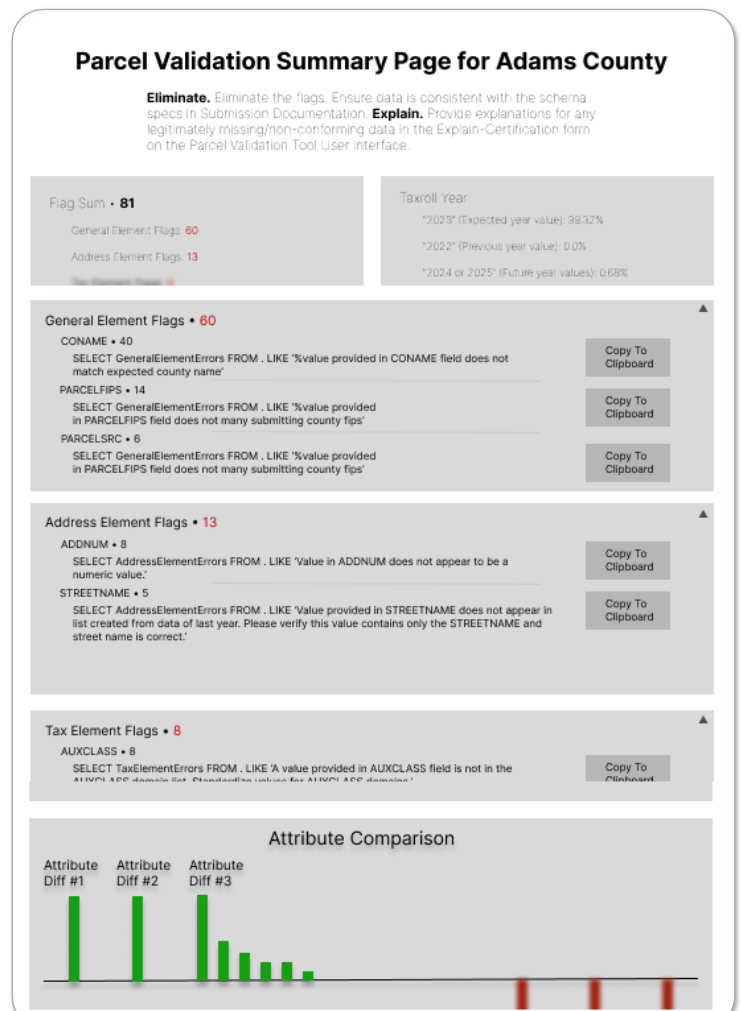 Parcel Validation Summary Page for Adams County
Eliminate. Eliminate the flags. Ensure data is consistent with the schema
specs in Submission Documentation. Explain. Provide explanations for any
legitimately missing/non-conforming data in the Explain-Certification form
on the Parcel Validation Tool User Interface.
Flag Sum • 81
General Element Flags: 60
Address Element Flags: 13
Tax Element Flags:
Taxroll Year
"2023" (Expected year value): 99.32%
"2022" (Previous year value): 0.0%
"2024 or 2025" (Future year values): 0.68%
General Element Flags • 60
▲
CONAME • 40
SELECT GeneralElementErrors FROM . LIKE '%value provided in CONAME field does not
match expected county name'
Copy To
Clipboard
PARCELFIPS • 14
SELECT GeneralElementErrors FROM . LIKE '%value provided
in PARCELFIPS field does not many submitting county fips'
Copy To
Clipboard
PARCELSRC • 6
SELECT GeneralElementErrors FROM . LIKE '%value provided
in PARCELFIPS field does not many submitting county fips'
Copy To
Clipboard
Address Element Flags • 13
▲
ADDNUM • 8
SELECT AddressElementErrors FROM . LIKE 'Value in ADDNUM does not appear to be a
numeric value.'
Copy To
Clipboard
STREETNAME • 5
SELECT AddressElementErrors FROM . LIKE 'Value provided in STREETNAME does not appear in
list created from data of last year. Please verify this value contains only the STREETNAME and
street name is correct.'
Copy To
Clipboard
Tax Element Flags • 8
▲
AUXCLASS • 8
SELECT TaxElementErrors FROM . LIKE 'A value provided in AUXCLASS field is not in the
AUXCLASS domain list. Standardize values for AUXCLASS domains.'
Copy To
Clipboard
Attribute Comparison
Attribute
Diff #1
Attribute
Diff #2
Attribute
Diff #3